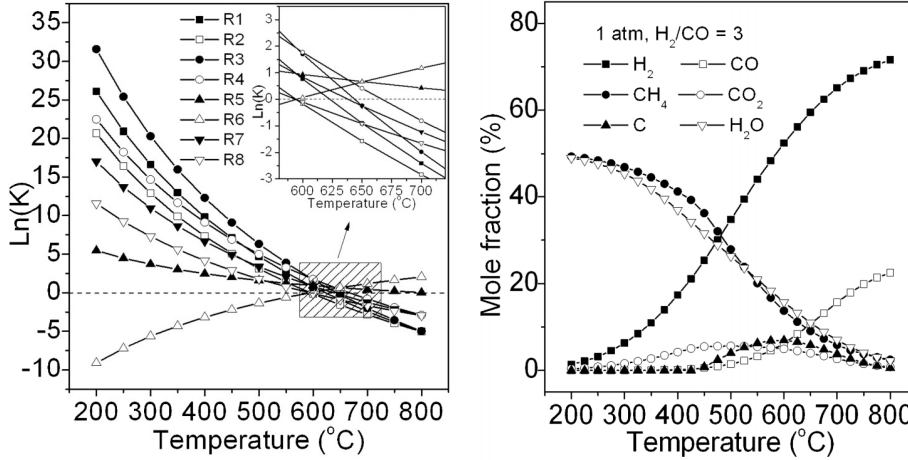 35
30
25
20
15
10
5
0
-5
-10
Ln(K)
200 300 400 500 600 700 800
Temperature (°C)
R1
R2
R3
R4
R5
R6
R7
R8
3
2
1
0
-1
-2
-3
Ln(K)
600 625 650 675 700
Temperature (°C)
80
60
40
20
0
Mole fraction (%)
200 300 400 500 600 700 800
Temperature (°C)
1 atm, H₂/CO = 3
H₂ CO
CH₄ CO₂
C H₂O